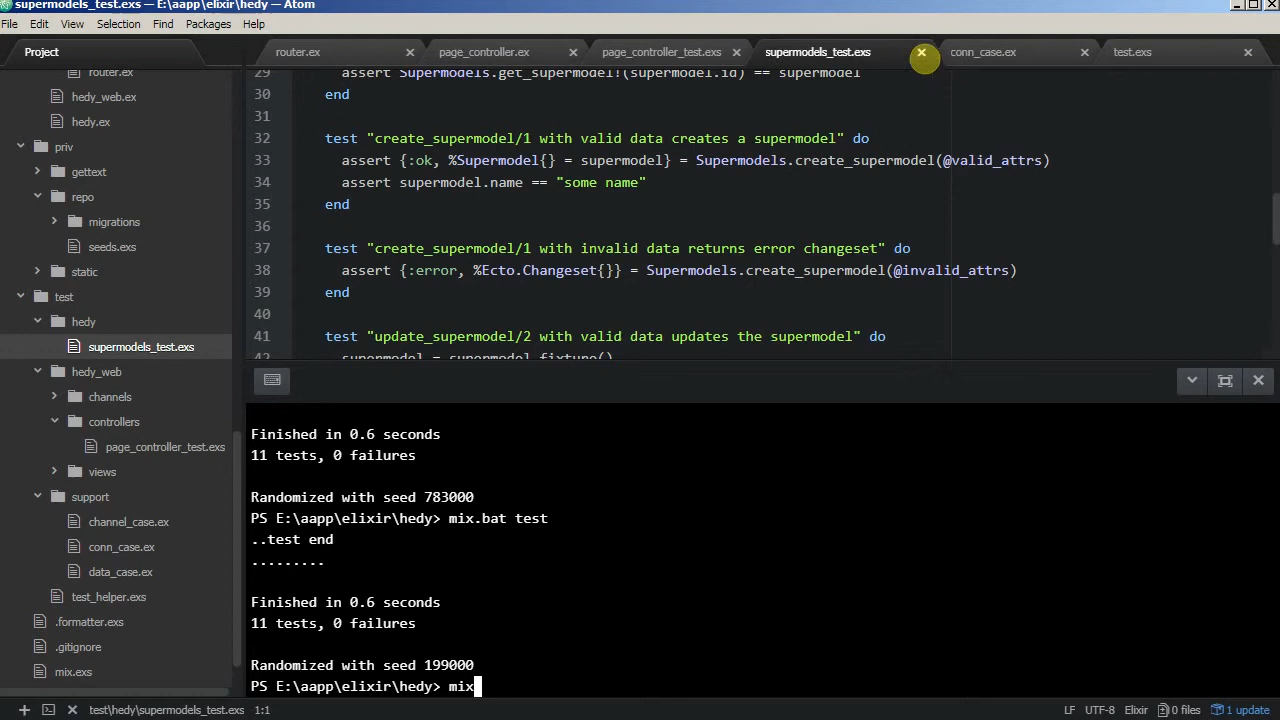 supermodels_test.exs — E:\aapp\elixir\hedy — Atom
File Edit View Selection Find Packages Help
Project
router.ex page_controller.ex page_controller_test.exs supermodels_test.exs conn_case.ex test.exs
router.ex
hedy_web.ex
hedy.ex
priv
gettext
repo
migrations
seeds.exs
static
test
hedy
supermodels_test.exs
hedy_web
channels
controllers
page_controller_test.exs
views
support
channel_case.ex
conn_case.ex
data_case.ex
test_helper.exs
.formatter.exs
.gitignore
mix.exs
29 assert Supermodels.get_supermodel!(supermodel.id) == supermodel
30 end
31
32 test "create_supermodel/1 with valid data creates a supermodel" do
33 assert {:ok, %Supermodel{} = supermodel} = Supermodels.create_supermodel(@valid_attrs)
34 assert supermodel.name == "some name"
35 end
36
37 test "create_supermodel/1 with invalid data returns error changeset" do
38 assert {:error, %Ecto.Changeset{}} = Supermodels.create_supermodel(@invalid_attrs)
39 end
40
41 test "update_supermodel/2 with valid data updates the supermodel" do
42 supermodel = supermodel_fixture()
Finished in 0.6 seconds
11 tests, 0 failures
Randomized with seed 783000
PS E:\aapp\elixir\hedy> mix.bat test
..test end
.........
Finished in 0.6 seconds
11 tests, 0 failures
Randomized with seed 199000
PS E:\aapp\elixir\hedy> mix
test\hedy\supermodels_test.exs 1:1 LF UTF-8 Elixir 0 files 1 update